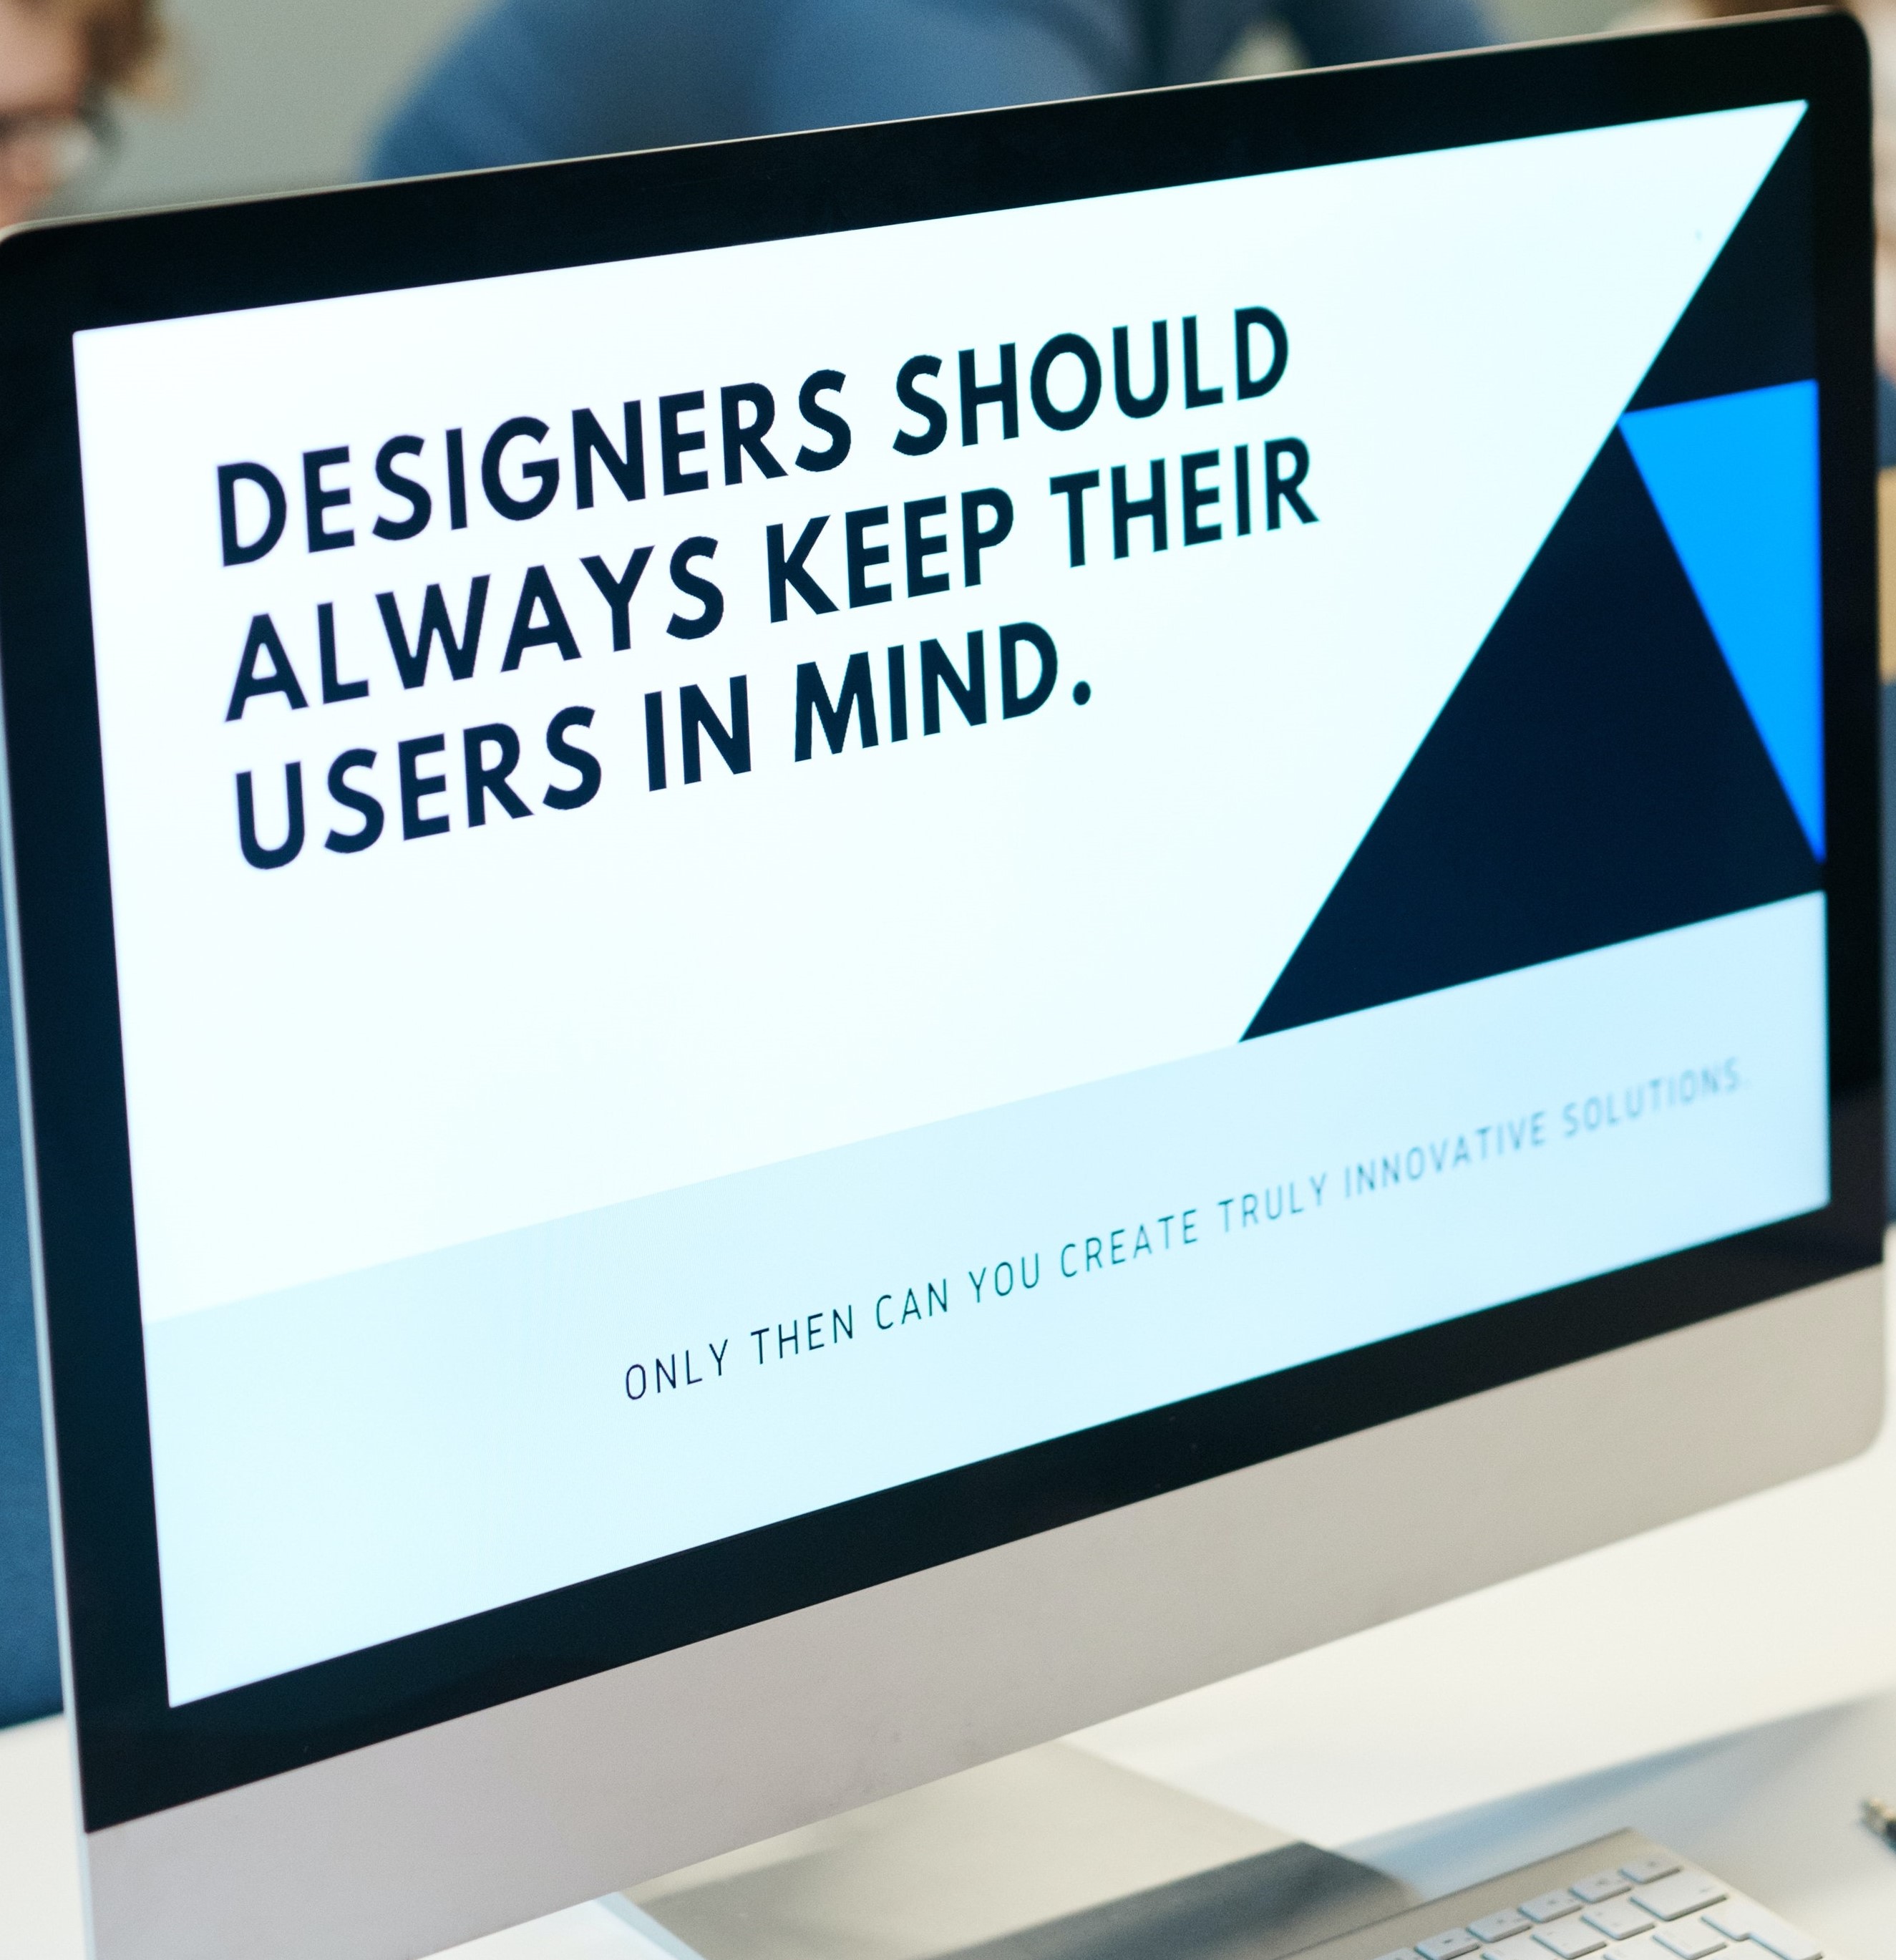 DESIGNERS SHOULD
ALWAYS KEEP THEIR
USERS IN MIND.
ONLY THEN CAN YOU CREATE TRULY INNOVATIVE SOLUTIONS.